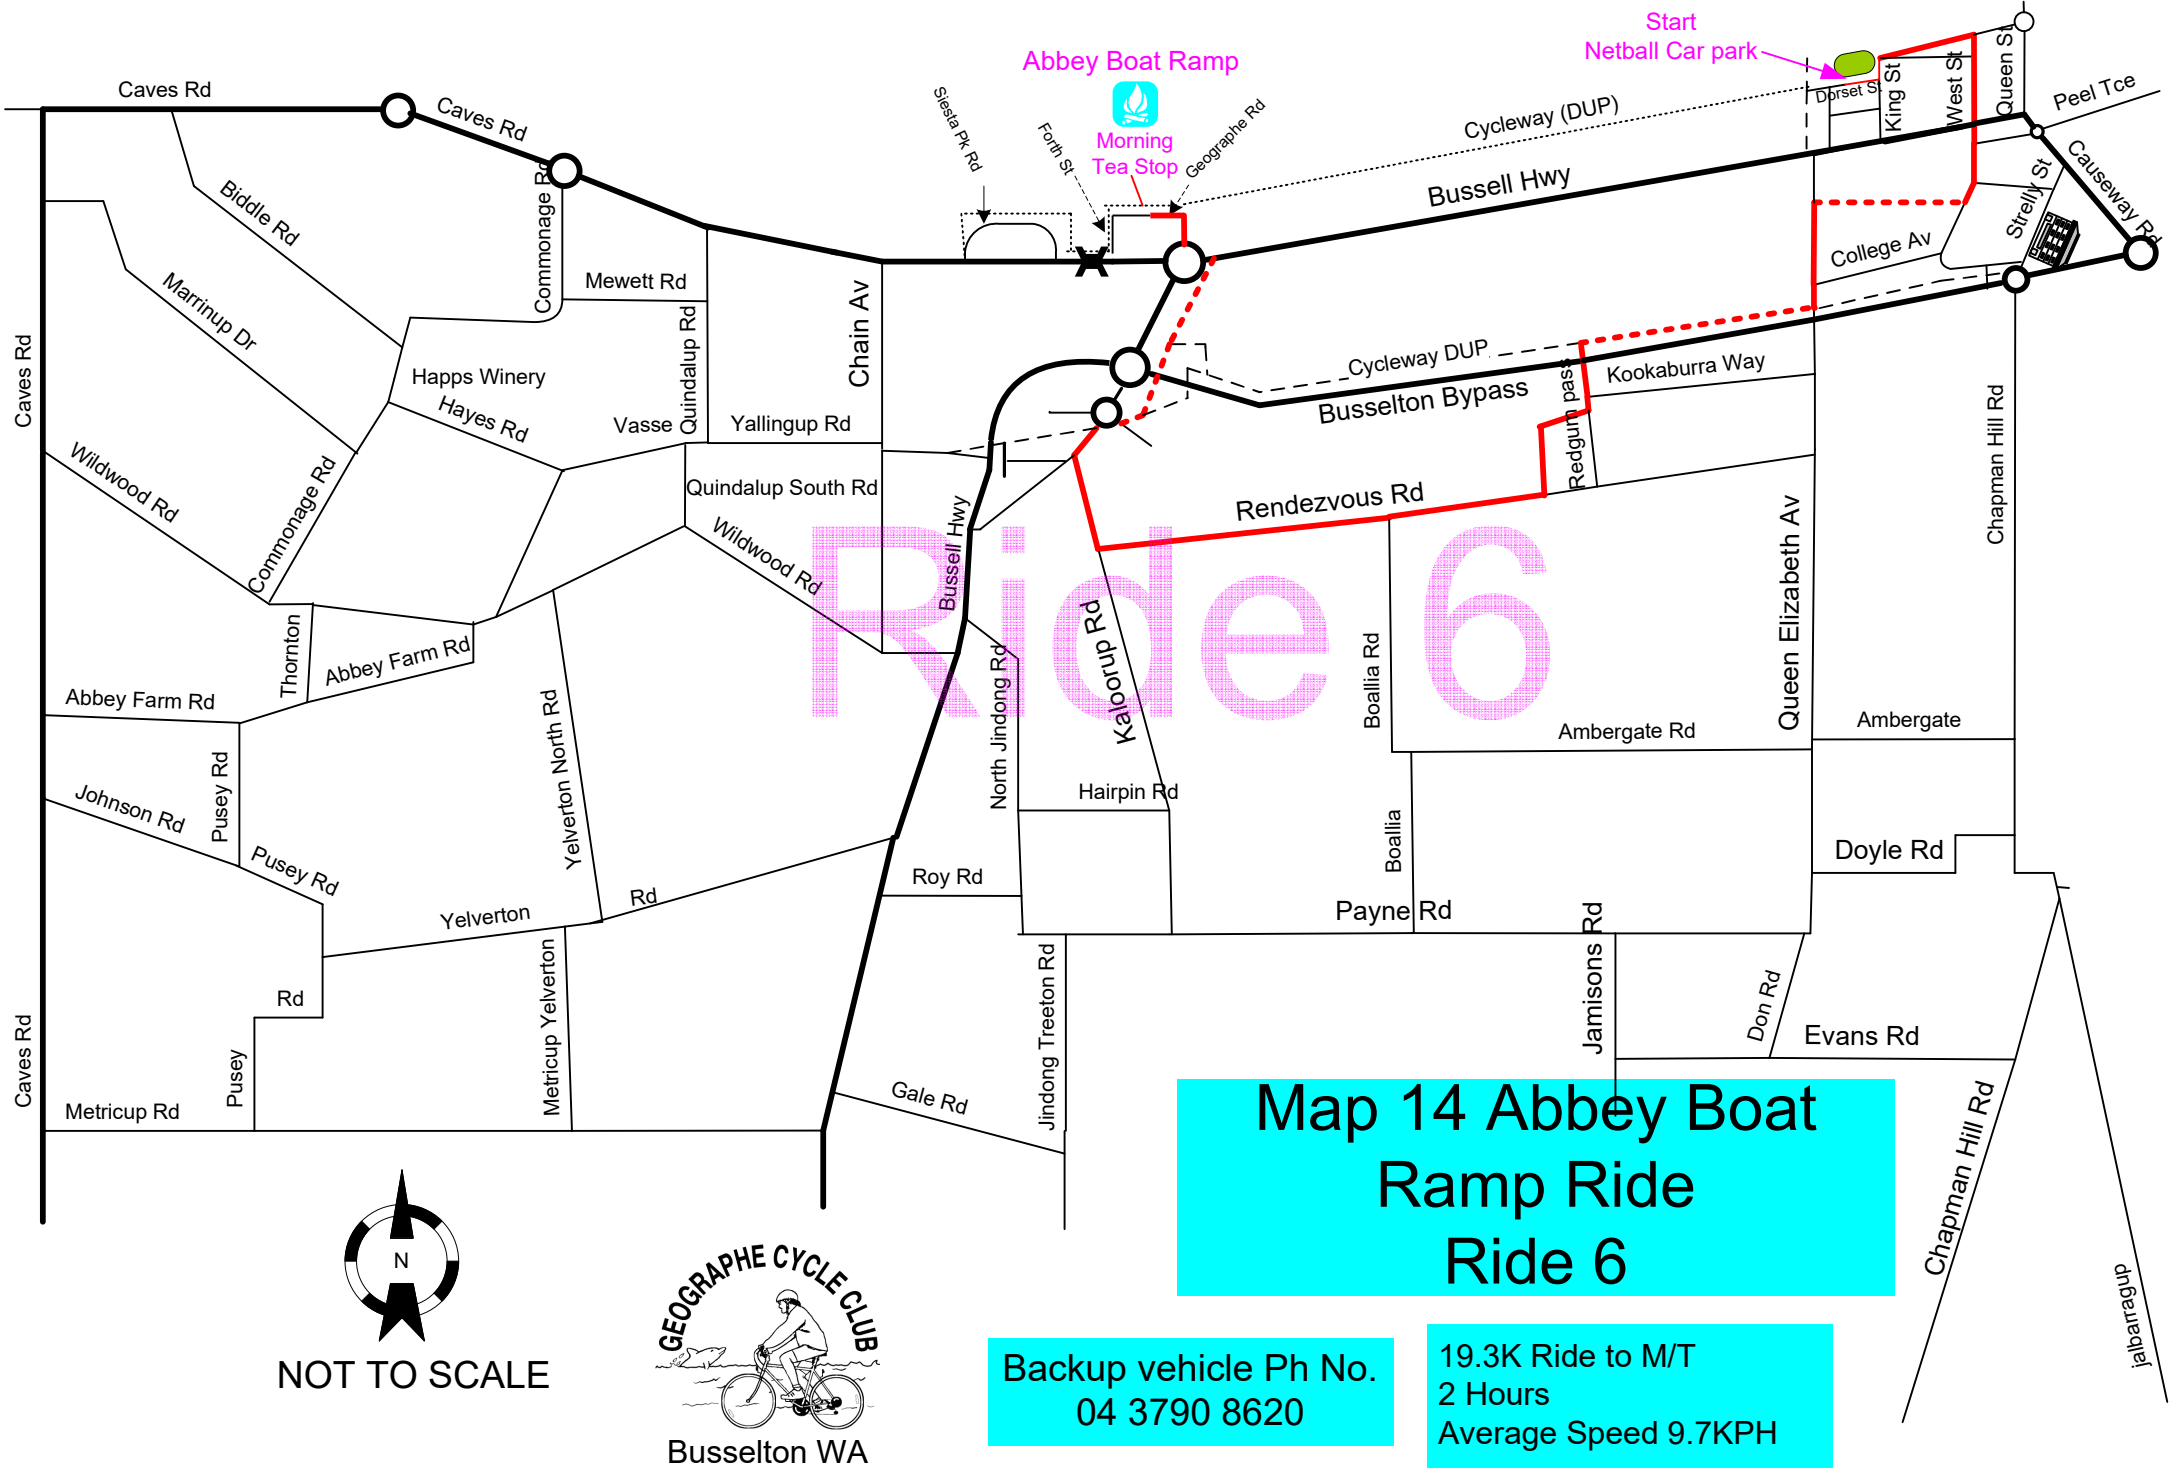 Start
Netball Car park
Abbey Boat Ramp
Morning
Tea Stop
Siesta Pk Rd
Forth St
Geographe Rd
Cycleway (DUP)
Dorset St
King St
West St
Queen St
Peel Tce
Causeway Rd
Strelly St
College Av
Bussell Hwy
Caves Rd
Caves Rd
Biddle Rd
Commonage Rd
Mewett Rd
Marrinup Dr
Caves Rd
Happs Winery
Hayes Rd
Vasse
Quindalup Rd
Yallingup Rd
Chain Av
Cycleway DUP
Busselton Bypass
Redgum pass
Kookaburra Way
Chapman Hill Rd
Wildwood Rd
Commonage Rd
Quindalup South Rd
Wildwood Rd
Bussell Hwy
Rendezvous Rd
Queen Elizabeth Av
Ride 6
Thornton
Abbey Farm Rd
Abbey Farm Rd
Yelverton North Rd
North Jindong Rd
Kaloorup Rd
Boallia Rd
Ambergate Rd
Ambergate
Pusey Rd
Johnson Rd
Pusey Rd
Hairpin Rd
Boallia
Doyle Rd
Roy Rd
Yelverton
Rd
Payne Rd
Jamisons Rd
Don Rd
Evans Rd
Rd
Pusey
Metricup Yelverton
Jindong Treeton Rd
Gale Rd
Caves Rd
Metricup Rd
Chapman Hill Rd
jalbarragup
Map 14 Abbey Boat
Ramp Ride
Ride 6
N
NOT TO SCALE
GEOGRAPHE CYCLE CLUB
Busselton WA
Backup vehicle Ph No.
04 3790 8620
19.3K Ride to M/T
2 Hours
Average Speed 9.7KPH